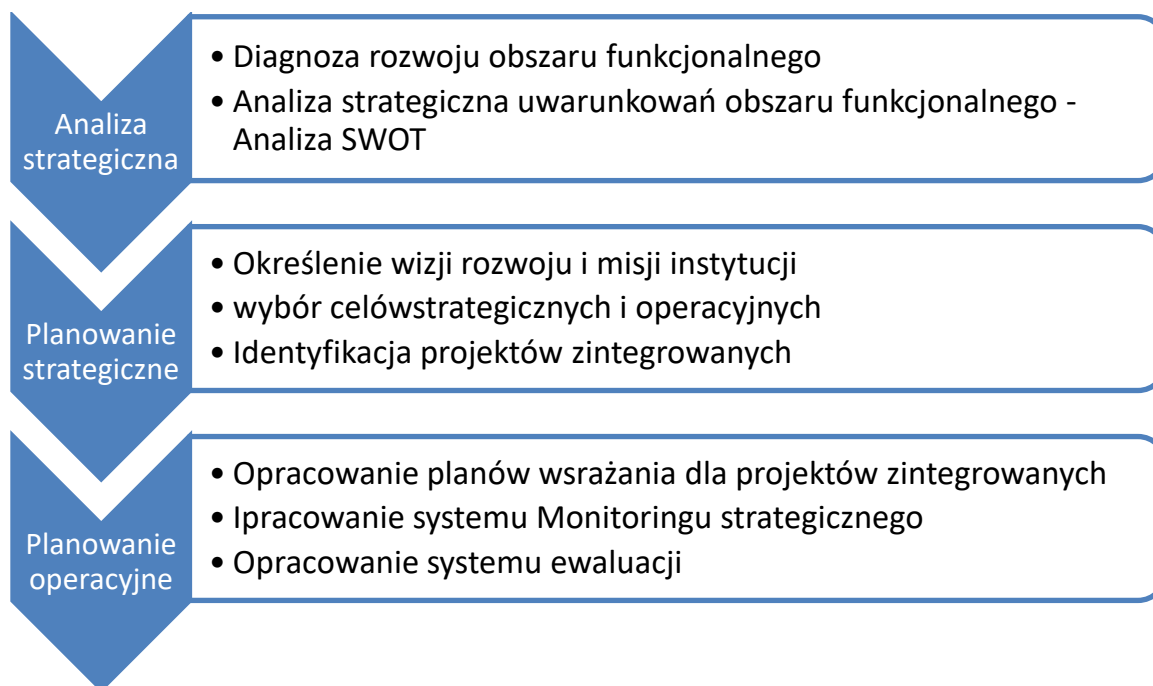 Analiza
strategiczna
• Diagnoza rozwoju obszaru funkcjonalnego
• Analiza strategiczna uwarunkowań obszaru funkcjonalnego -
Analiza SWOT
Planowanie
strategiczne
• Określenie wizji rozwoju i misji instytucji
• wybór celówstrategicznych i operacyjnych
• Identyfikacja projektów zintegrowanych
Planowanie
operacyjne
• Opracowanie planów wsrażania dla projektów zintegrowanych
• Ipracowanie systemu Monitoringu strategicznego
• Opracowanie systemu ewaluacji